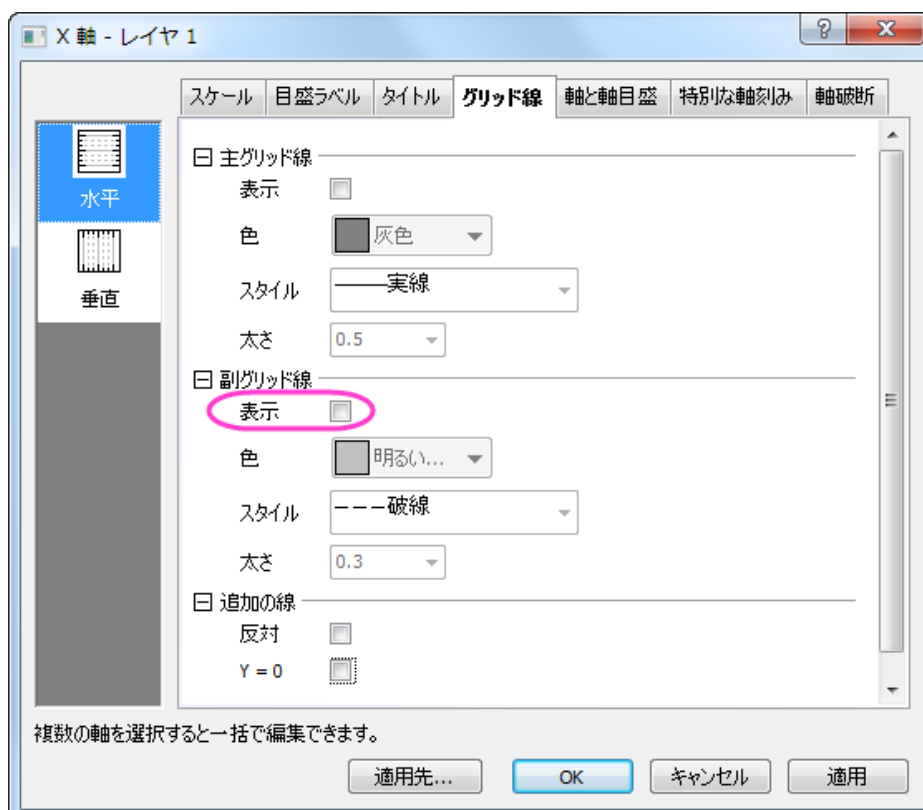 X 軸 - レイヤ 1
スケール 目盛ラベル タイトル グリッド線 軸と軸目盛 特別な軸刻み 軸破断
水平
垂直
主グリッド線
表示
色 灰色
スタイル 実線
太さ 0.5
副グリッド線
表示
色 明るい...
スタイル 破線
太さ 0.3
追加の線
反対
Y = 0
複数の軸を選択すると一括で編集できます。
適用先... OK キャンセル 適用